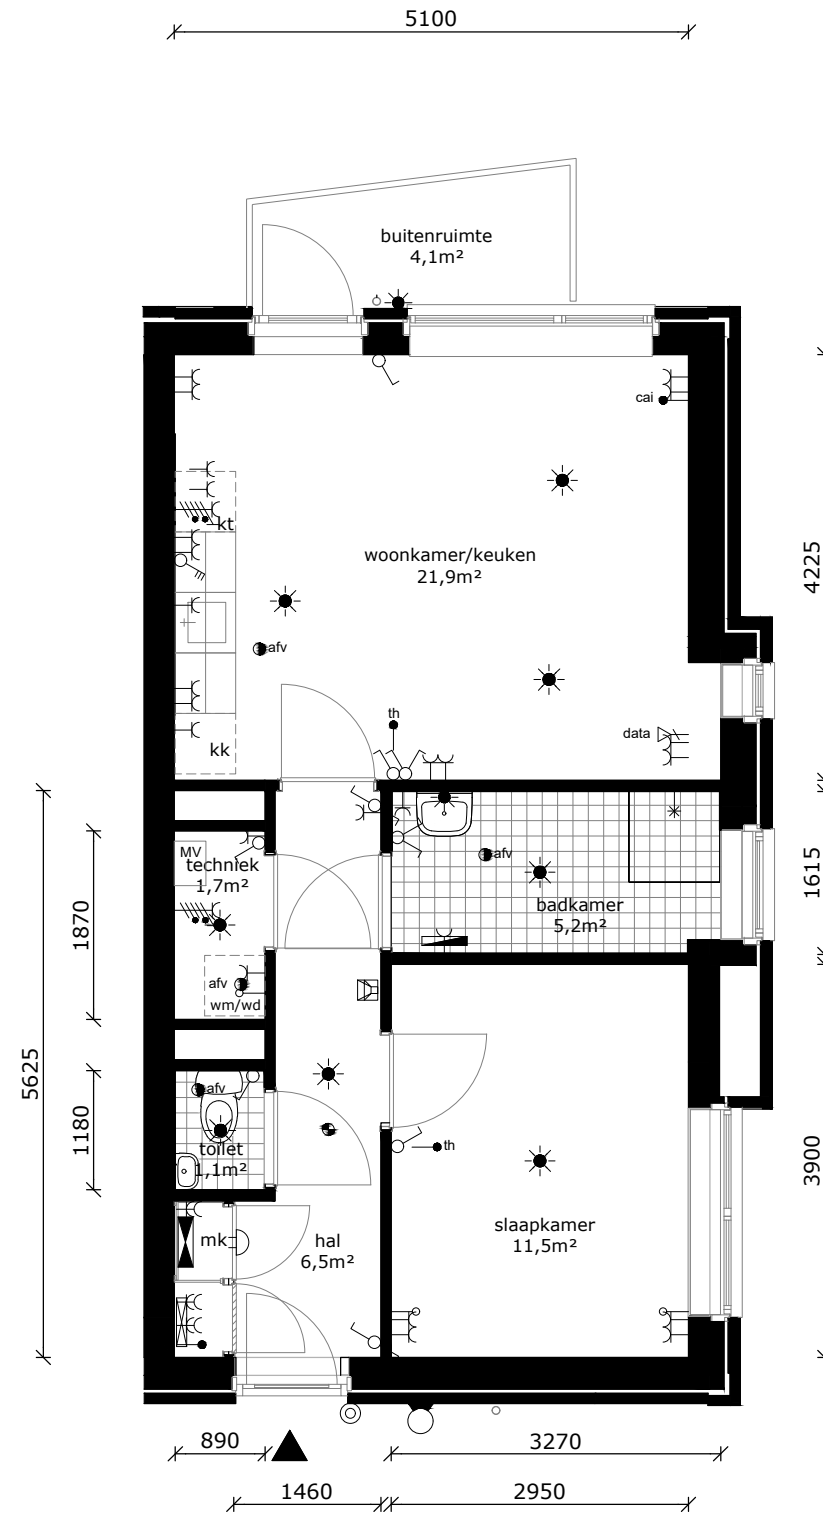 5100
buitenruimte
4,1m²
cai
kt
woonkamer/keuken
21,9m²
4225
afv
th
data
kk
MV
techniek
1,7m²
afv
badkamer
5,2m²
1615
1870
afv
wm/wd
5625
afv
1180
toilet
1,1m²
th
3900
slaapkamer
11,5m²
mk
hal
6,5m²
890
3270
1460
2950